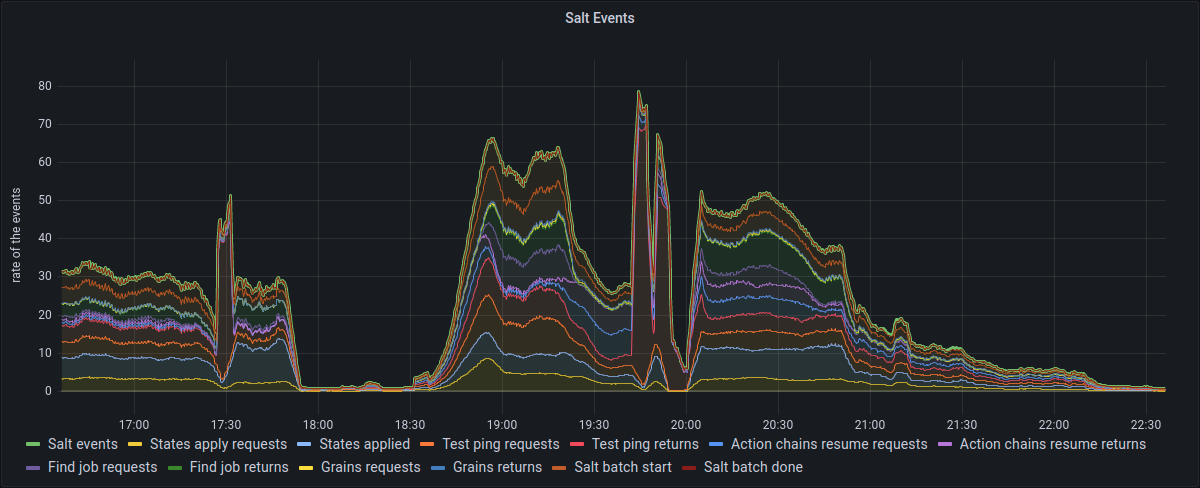 Salt Events
80
70
60
50
40
30
20
10
0
rate of the events
17:00 17:30 18:00 18:30 19:00 19:30 20:00 20:30 21:00 21:30 22:00 22:30
Salt events States apply requests States applied Test ping requests Test ping returns Action chains resume requests Action chains resume returns
Find job requests Find job returns Grains requests Grains returns Salt batch start Salt batch done